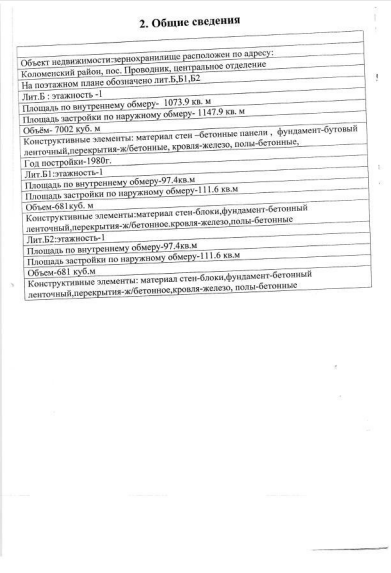 2. Общие сведения
Объект недвижимости:зернохранилище расположен по адресу:
Коломенский район, пос. Проводник, центральное отделение
На поэтажном плане обозначено лит.Б,Б1,Б2
Лит.Б : этажность -1
Площадь по внутреннему обмеру- 1073.9 кв. м
Площадь застройки по наружному обмеру- 1147.9 кв. м
Объём- 7002 куб. м
Конструктивные элементы: материал стен –бетонные панели , фундамент-бутовый
ленточный,перекрытия-ж/бетонные, кровля-железо, полы-бетонные,
Год постройки-1980г.
Лит.Б1:этажность-1
Площадь по внутреннему обмеру-97.4кв.м
Площадь застройки по наружному обмеру-111.6 кв.м
Объем-681куб. м
Конструктивные элементы:материал стен-блоки,фундамент-бетонный
ленточный,перекрытия-ж/бетонное.кровля-железо,полы-бетонные
Лит.Б2:этажность-1
Площадь по внутреннему обмеру-97.4кв.м
Площадь застройки по наружному обмеру-111.6 кв.м
Объем-681 куб.м
Конструктивные элементы: материал стен-блоки,фундамент-бетонный
ленточный,перекрытия-ж/бетонное,кровля-железо, полы-бетонные